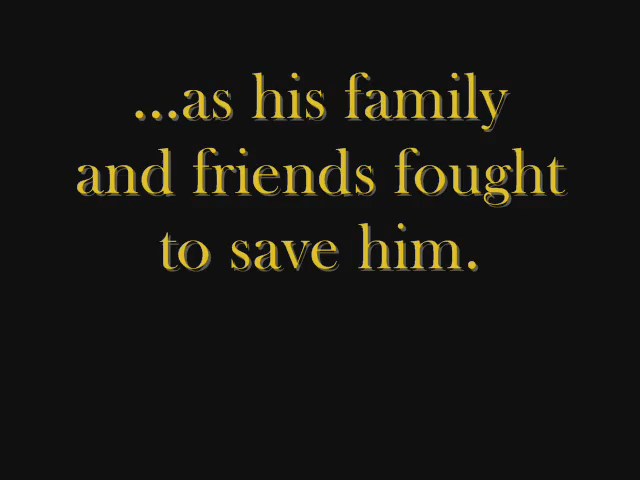 ...as his family
and friends fought
to save him.